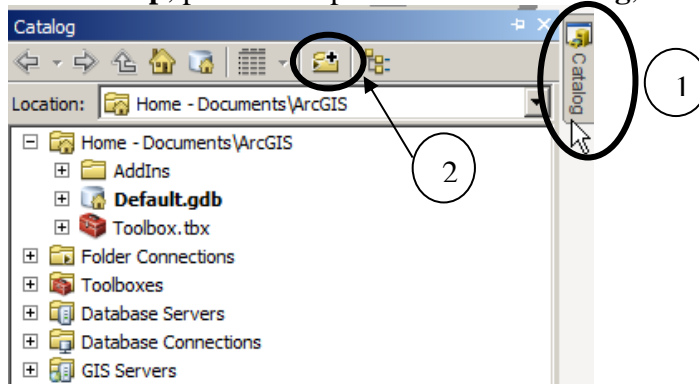 Catalog
Location: Home - Documents\ArcGIS
Home - Documents\ArcGIS
AddIns
Default.gdb
Toolbox.tbx
Folder Connections
Toolboxes
Database Servers
Database Connections
GIS Servers
Catalog
1
2